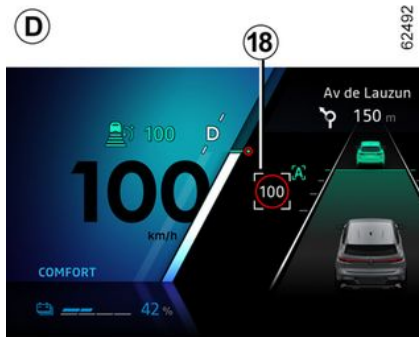 D
18
62492
Av de Lauzun
150 m
100
D
A
100
100
km/h
COMFORT
42 %